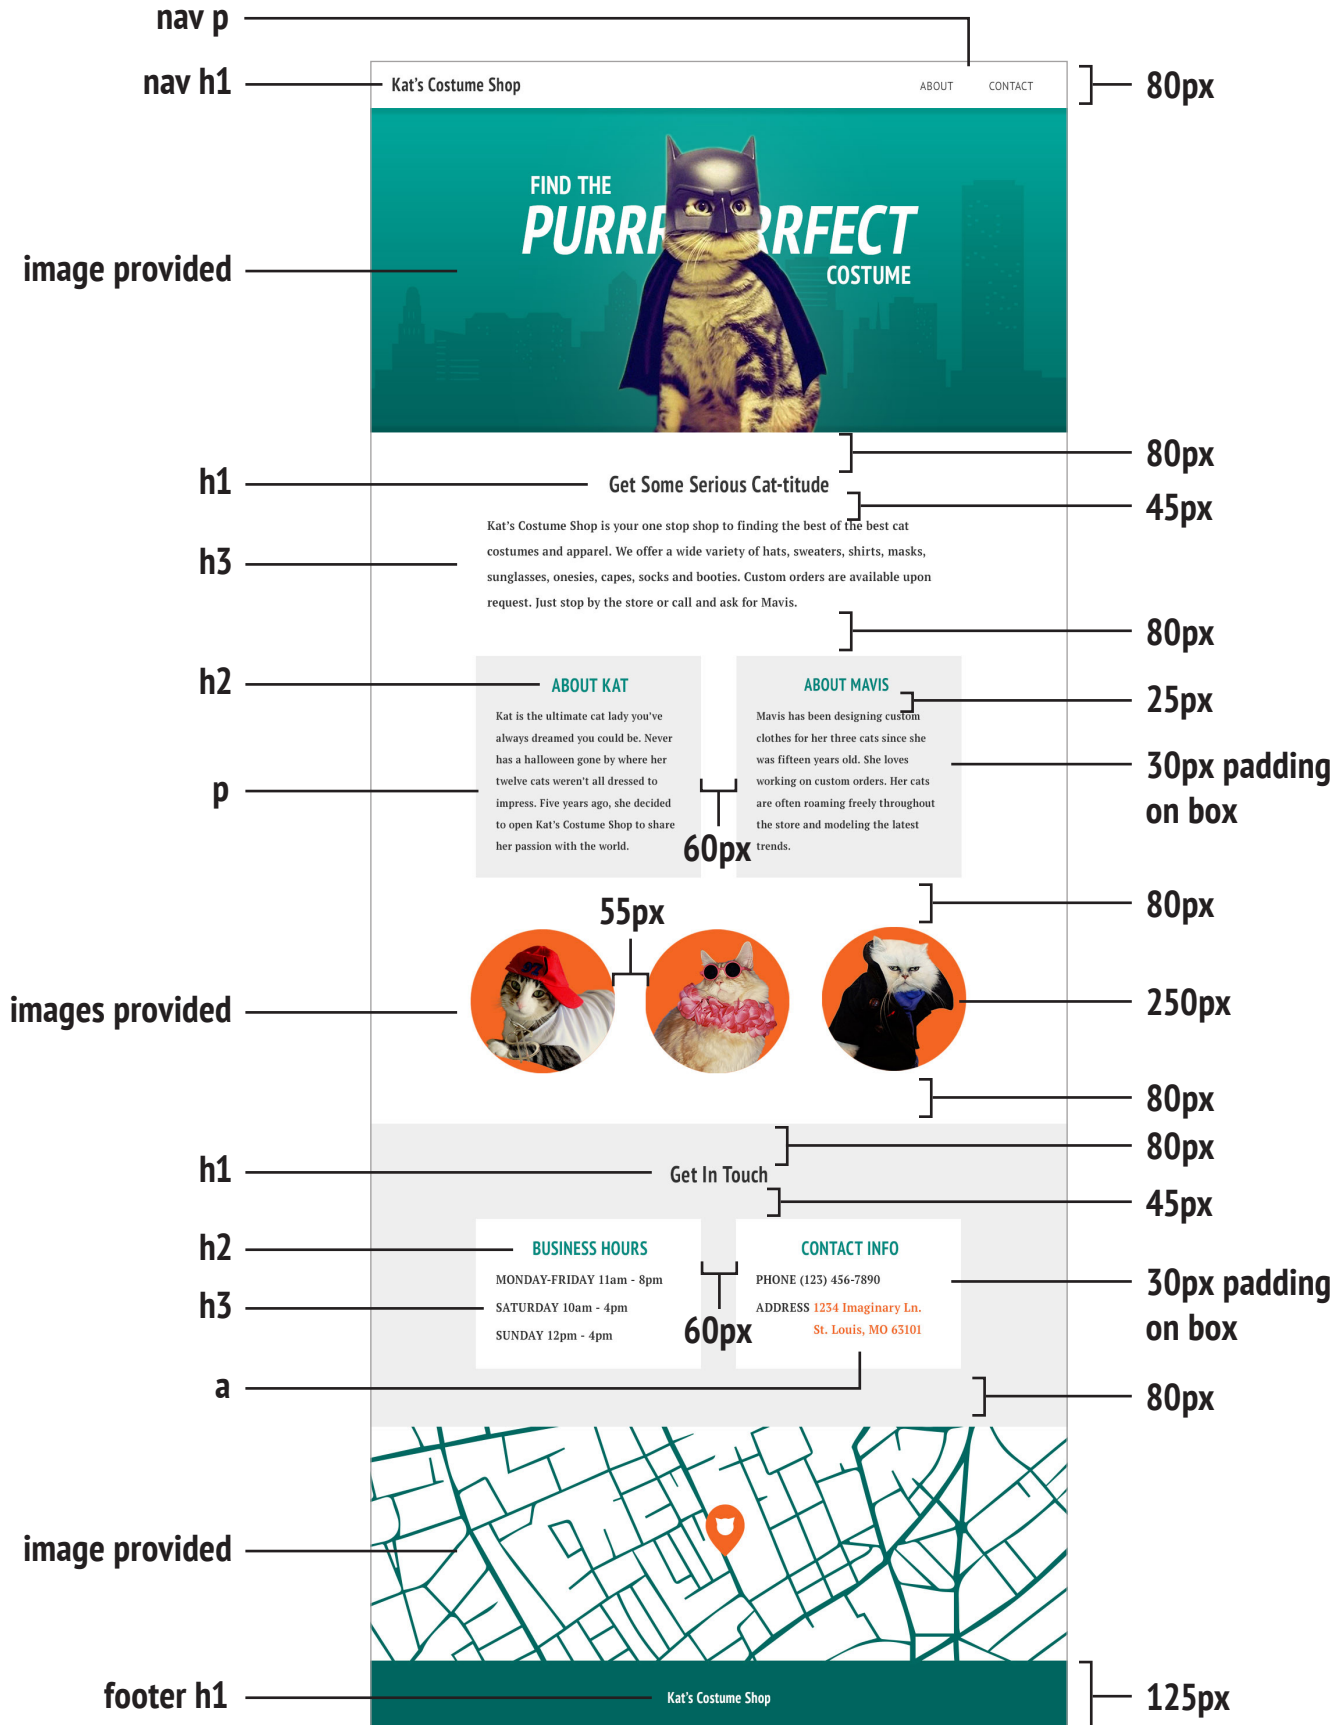 nav p
nav h1
Kat's Costume Shop
ABOUT
CONTACT
80px
FIND THE
PURRR RRFECT
COSTUME
image provided
80px
h1
Get Some Serious Cat-titude
45px
h3
Kat's Costume Shop is your one stop shop to finding the best of the best cat
costumes and apparel. We offer a wide variety of hats, sweaters, shirts, masks,
sunglasses, onesies, capes, socks and booties. Custom orders are available upon
request. Just stop by the store or call and ask for Mavis.
80px
h2
ABOUT KAT
Kat is the ultimate cat lady you've
always dreamed you could be. Never
has a halloween gone by where her
twelve cats weren't all dressed to
impress. Five years ago, she decided
to open Kat's Costume Shop to share
her passion with the world.
p
60px
ABOUT MAVIS
Mavis has been designing custom
clothes for her three cats since she
was fifteen years old. She loves
working on custom orders. Her cats
are often roaming freely throughout
the store and modeling the latest
trends.
25px
30px padding
on box
80px
55px
images provided
250px
80px
80px
h1
Get In Touch
45px
h2
BUSINESS HOURS
h3
MONDAY-FRIDAY 11am - 8pm
SATURDAY 10am - 4pm
SUNDAY 12pm - 4pm
60px
CONTACT INFO
PHONE (123) 456-7890
ADDRESS 1234 Imaginary Ln.
St. Louis, MO 63101
30px padding
on box
a
80px
image provided
footer h1
Kat's Costume Shop
125px